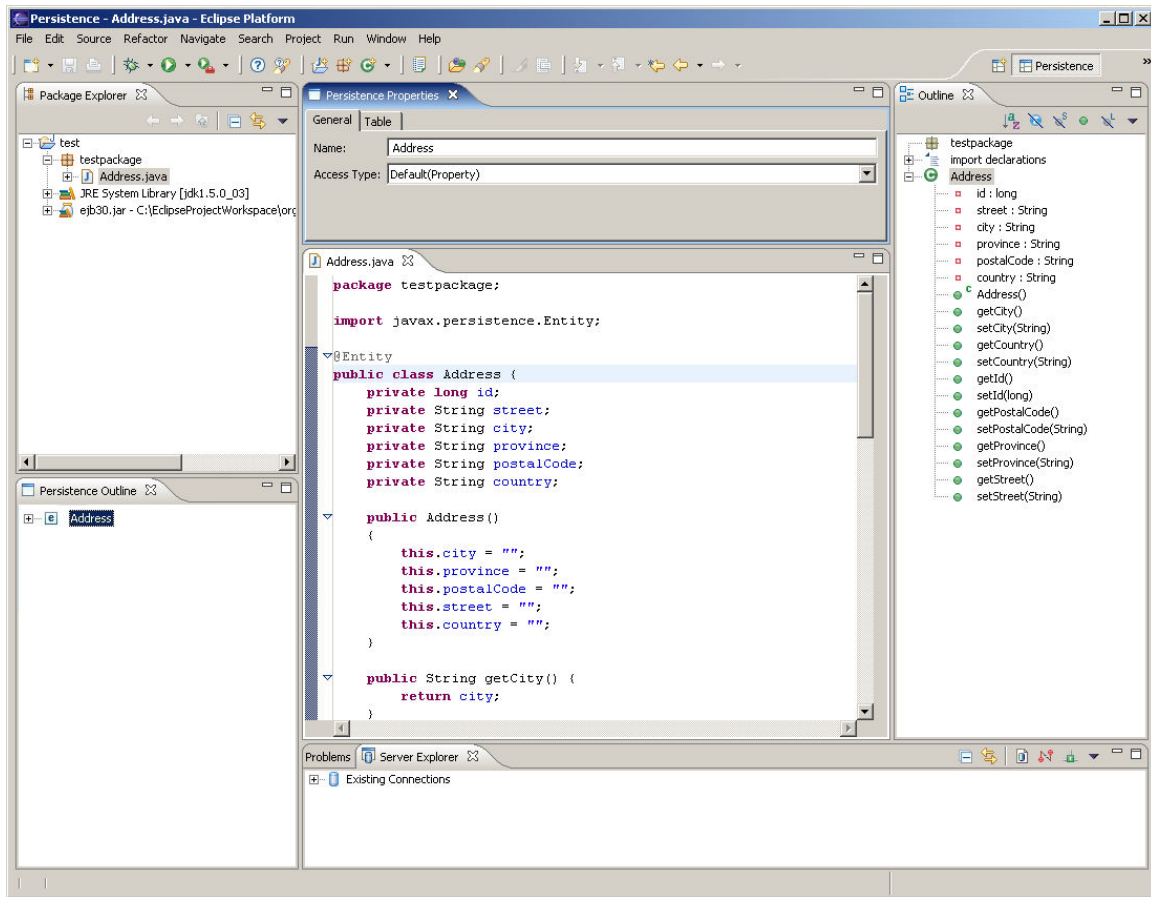 Persistence - Address.java - Eclipse Platform
File Edit Source Refactor Navigate Search Project Run Window Help
Persistence
Package Explorer
test
testpackage
Address.java
JRE System Library [jdk1.5.0_03]
ejb30.jar - C:\EclipseProjectWorkspace\org
Persistence Outline
Address
Persistence Properties
General Table
Name: Address
Access Type: Default(Property)
Address.java
package testpackage;
import javax.persistence.Entity;
@Entity
public class Address {
private long id;
private String street;
private String city;
private String province;
private String postalCode;
private String country;
public Address()
{
this.city = "";
this.province = "";
this.postalCode = "";
this.street = "";
this.country = "";
}
public String getCity() {
return city;
}
Problems Server Explorer
Existing Connections
Outline
testpackage
import declarations
Address
id : long
street : String
city : String
province : String
postalCode : String
country : String
Address()
getCity()
setCity(String)
getCountry()
setCountry(String)
getId()
setId(long)
getPostalCode()
setPostalCode(String)
getProvince()
setProvince(String)
getStreet()
setStreet(String)